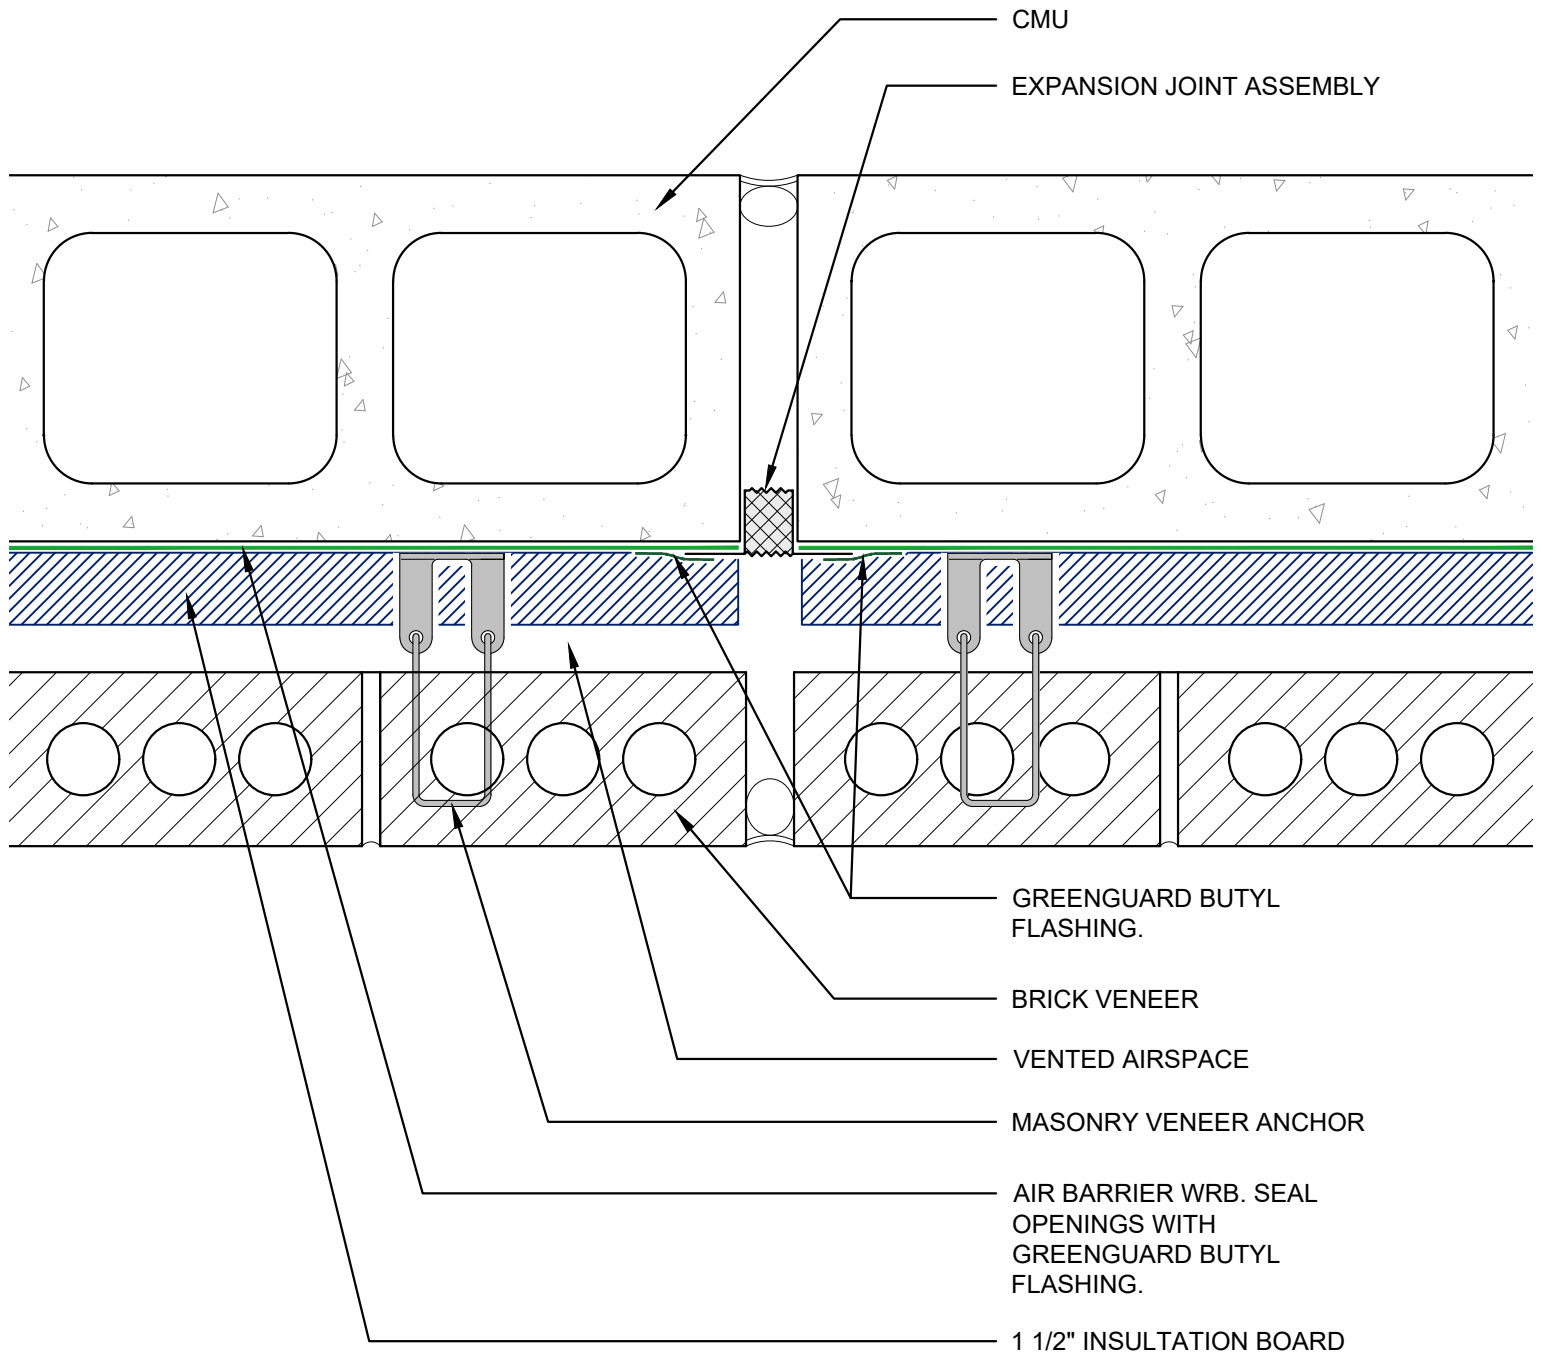 CMU
EXPANSION JOINT ASSEMBLY
GREENGUARD BUTYL
FLASHING.
BRICK VENEER
VENTED AIRSPACE
MASONRY VENEER ANCHOR
AIR BARRIER WRB. SEAL
OPENINGS WITH
GREENGUARD BUTYL
FLASHING.
1 1/2" INSULTATION BOARD